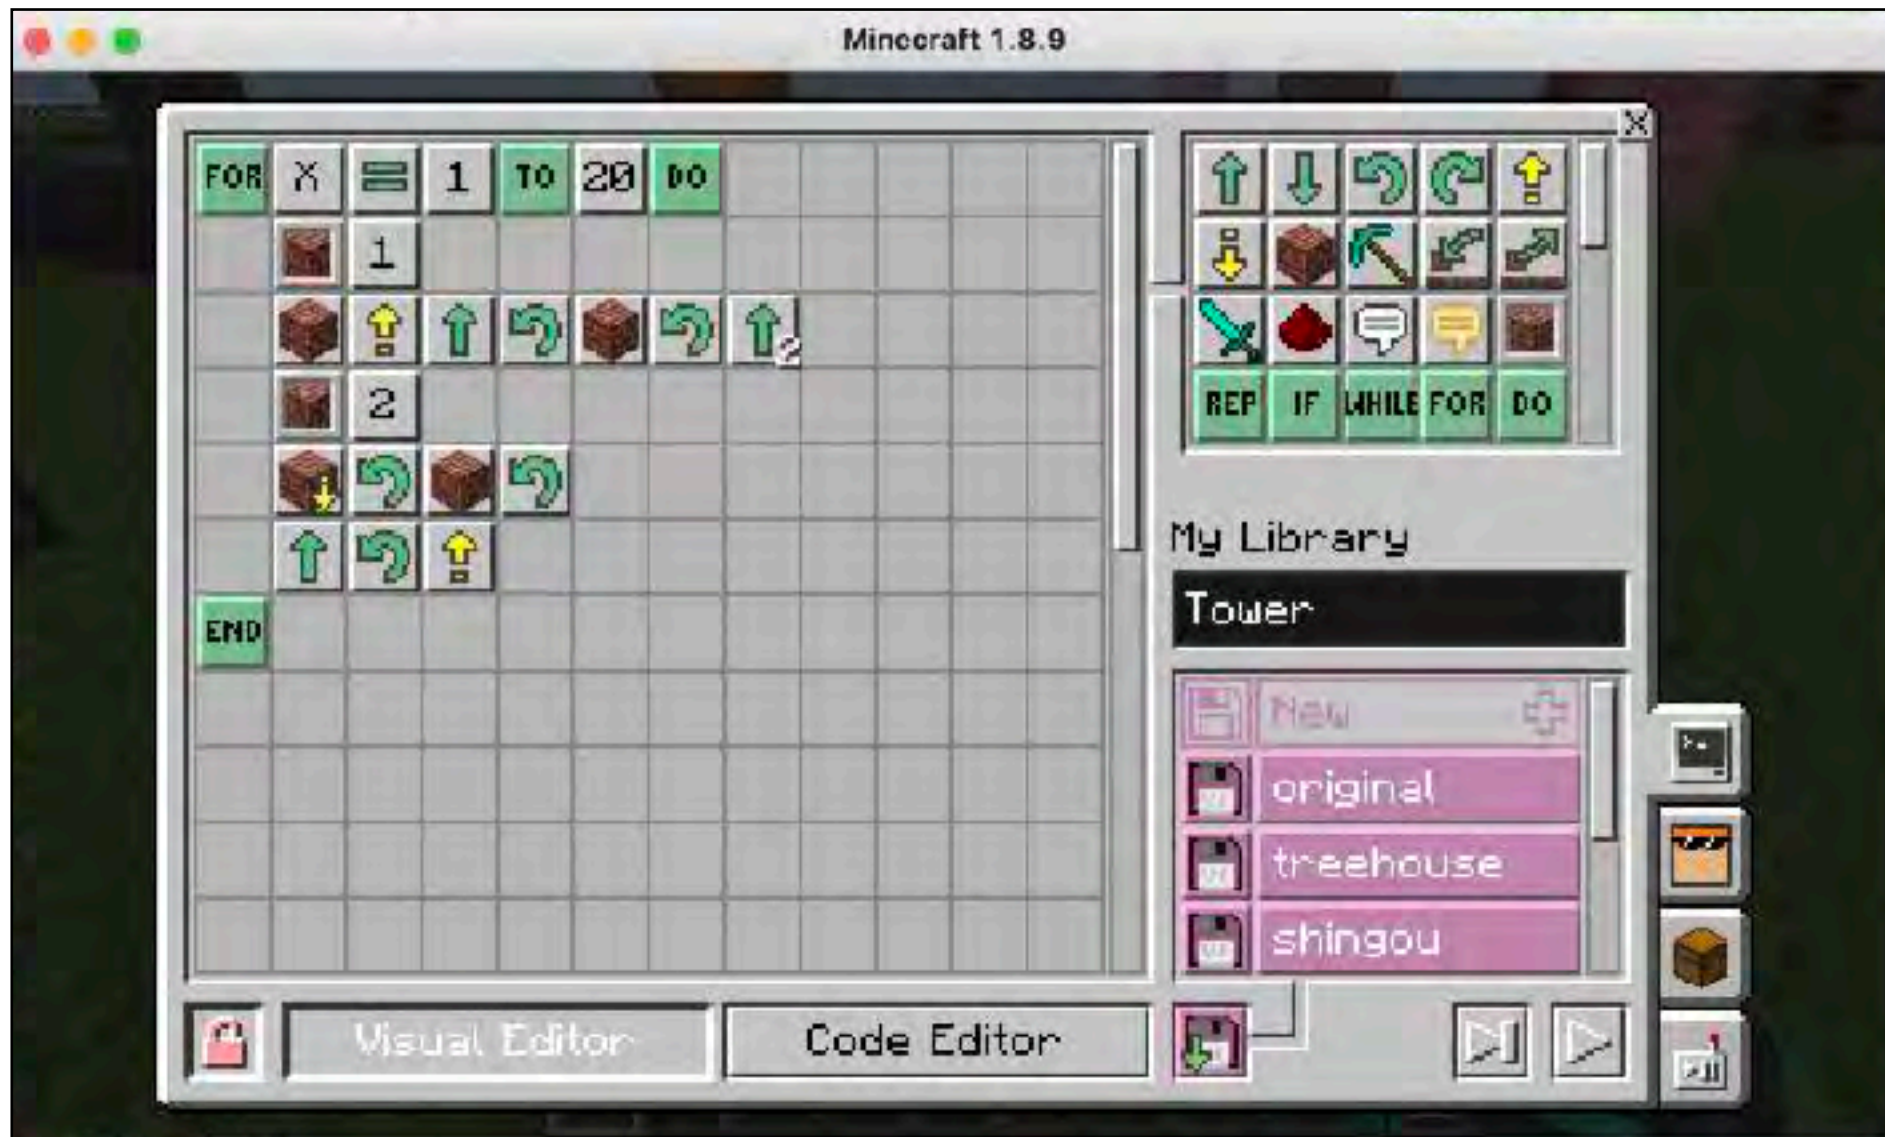 Minecraft 1.8.9
FOR X = 1 TO 20 DO
1
2
2
END
REP IF WHILE FOR DO
My Library
Tower
New
original
treehouse
shingou
Visual Editor
Code Editor